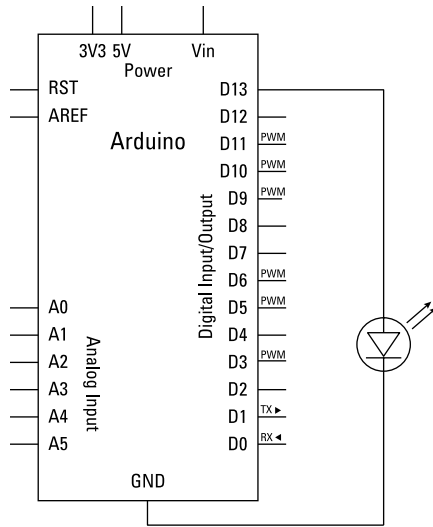 3V3 5V Vin
Power
RST D13
AREF D12
Arduino
D11 PWM
D10 PWM
D9 PWM
D8
D7
D6 PWM
Digital Input/Output
A0 D5 PWM
A1 D4
A2 D3 PWM
A3 D2
A4 D1 TX ▶
A5 D0 RX ◀
Analog Input
GND